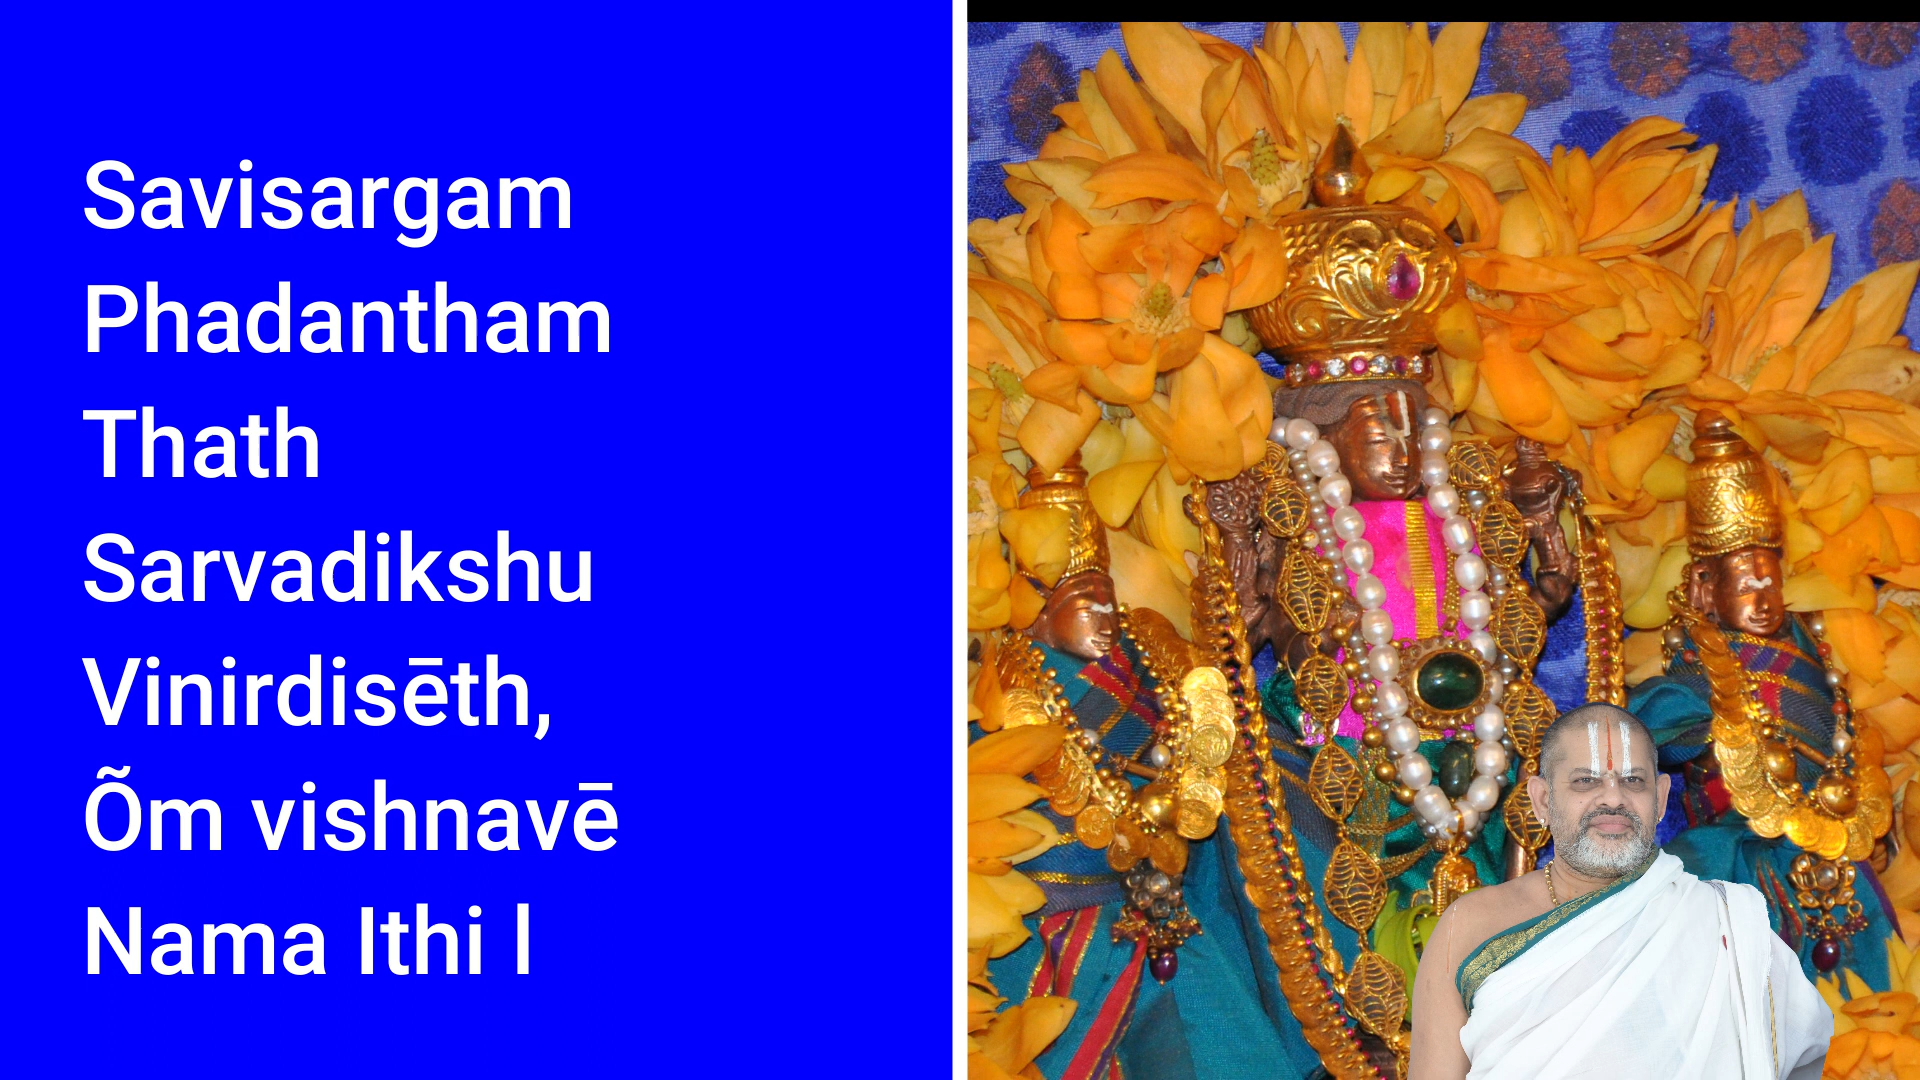 Savisargam
Phadantham
Thath
Sarvadikshu
Vinirdisēth,
Õm vishnavē
Nama Ithi l